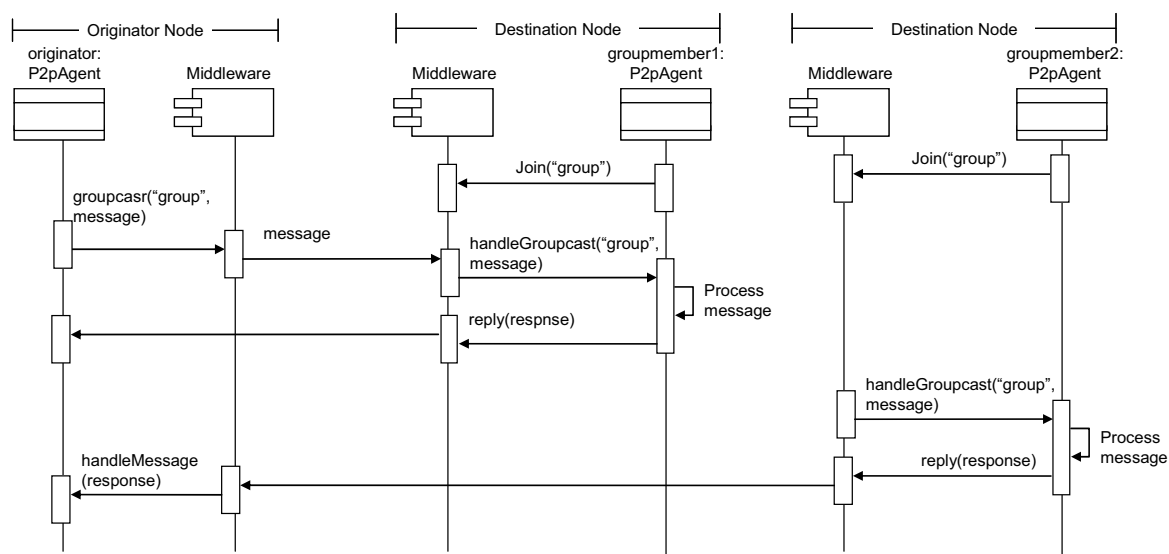 Originator Node
Destination Node
Destination Node
originator:
P2pAgent
Middleware
Middleware
groupmember1:
P2pAgent
Middleware
groupmember2:
P2pAgent
Join(“group”)
Join(“group”)
groupcasr(“group”,
message)
message
handleGroupcast(“group”,
message)
Process
message
reply(respnse)
handleGroupcast(“group”,
message)
Process
message
reply(response)
handleMessage
(response)